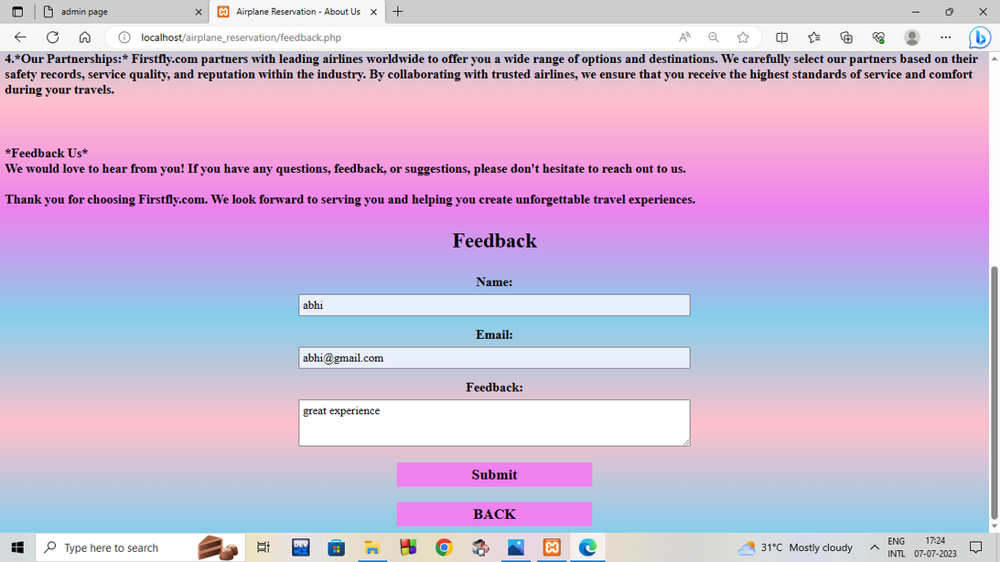 admin page
Airplane Reservation - About Us
localhost/airplane_reservation/feedback.php
4.*Our Partnerships:* Firstfly.com partners with leading airlines worldwide to offer you a wide range of options and destinations. We carefully select our partners based on their
safety records, service quality, and reputation within the industry. By collaborating with trusted airlines, we ensure that you receive the highest standards of service and comfort
during your travels.
*Feedback Us*
We would love to hear from you! If you have any questions, feedback, or suggestions, please don't hesitate to reach out to us.
Thank you for choosing Firstfly.com. We look forward to serving you and helping you create unforgettable travel experiences.
Feedback
Name:
abhi
Email:
abhi@gmail.com
Feedback:
great experience
Submit
BACK
Type here to search
DEV
31°C Mostly cloudy
ENG
INTL
17:24
07-07-2023